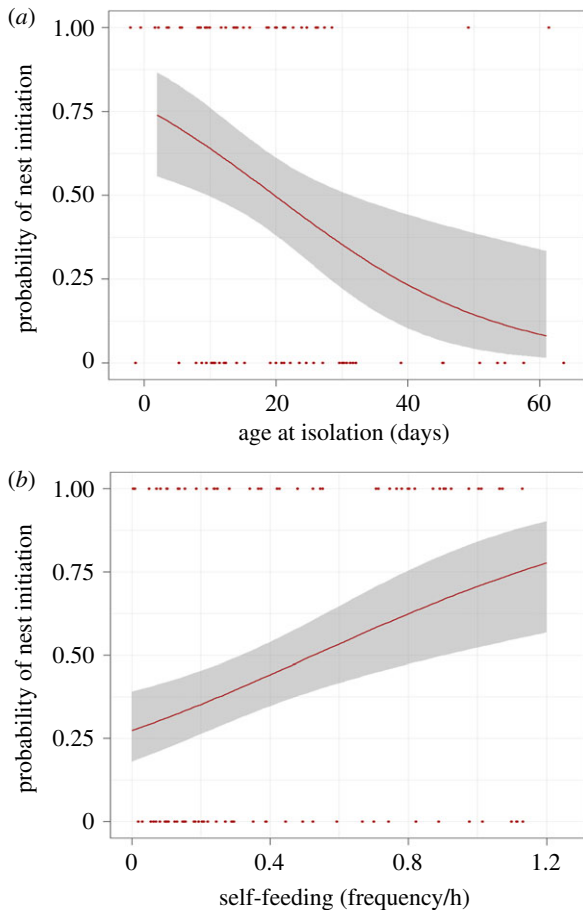 (a)
probability of nest initiation
1.00
0.75
0.50
0.25
0
0 20 40 60
age at isolation (days)
(b)
probability of nest initiation
1.00
0.75
0.50
0.25
0
0 0.4 0.8 1.2
self-feeding (frequency/h)